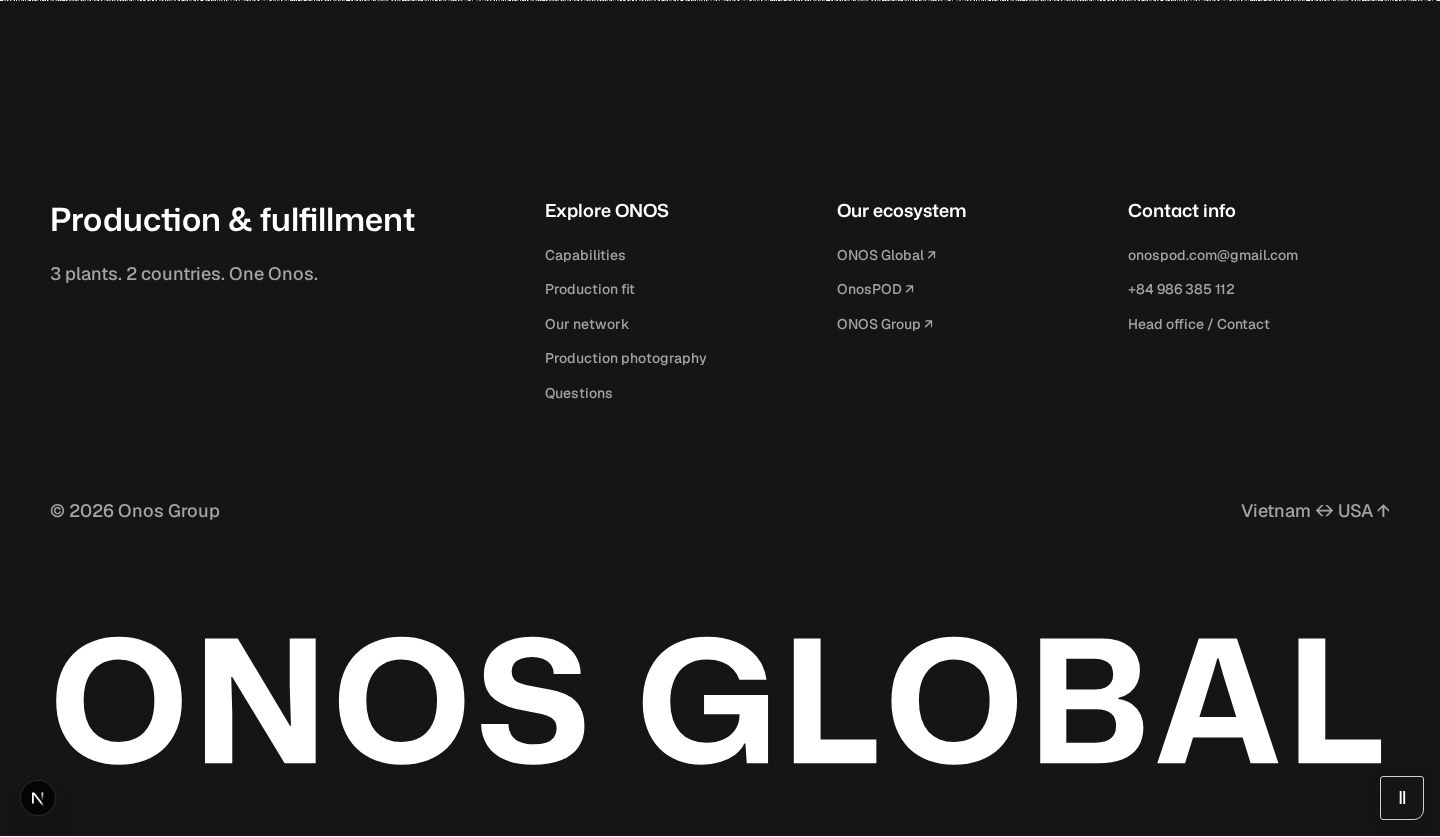 Production & fulfillment
3 plants. 2 countries. One Onos.
Explore ONOS
Capabilities
Production fit
Our network
Production photography
Questions
Our ecosystem
ONOS Global ↗
OnosPOD ↗
ONOS Group ↗
Contact info
onospod.com@gmail.com
+84 986 385 112
Head office / Contact
© 2026 Onos Group
Vietnam ↔ USA ↑
ONOS GLOBAL
N